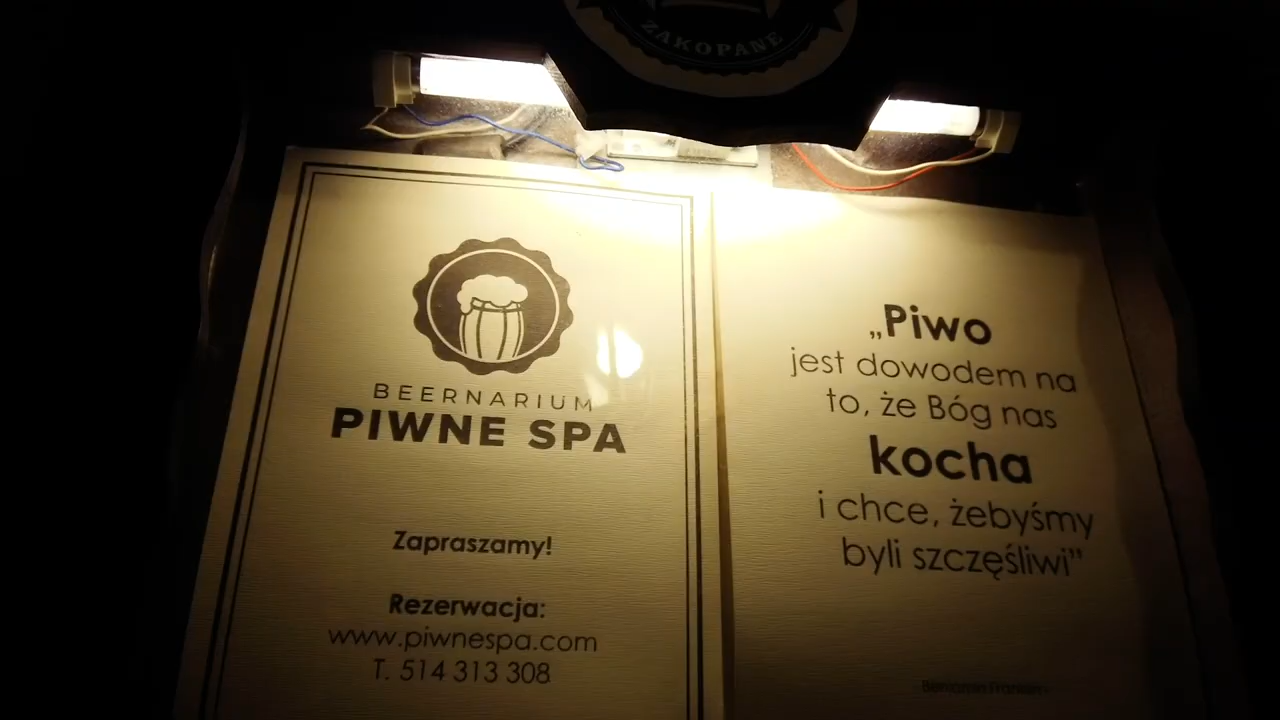 ZAKOPANE
BEERNARIUM
PIWNE SPA
Zapraszamy!
Rezerwacja:
www.piwnespa.com
T. 514 313 308
„Piwo
jest dowodem na
to, że Bóg nas
kocha
i chce, żebyśmy
byli szczęśliwi”
Benjamin Franklin